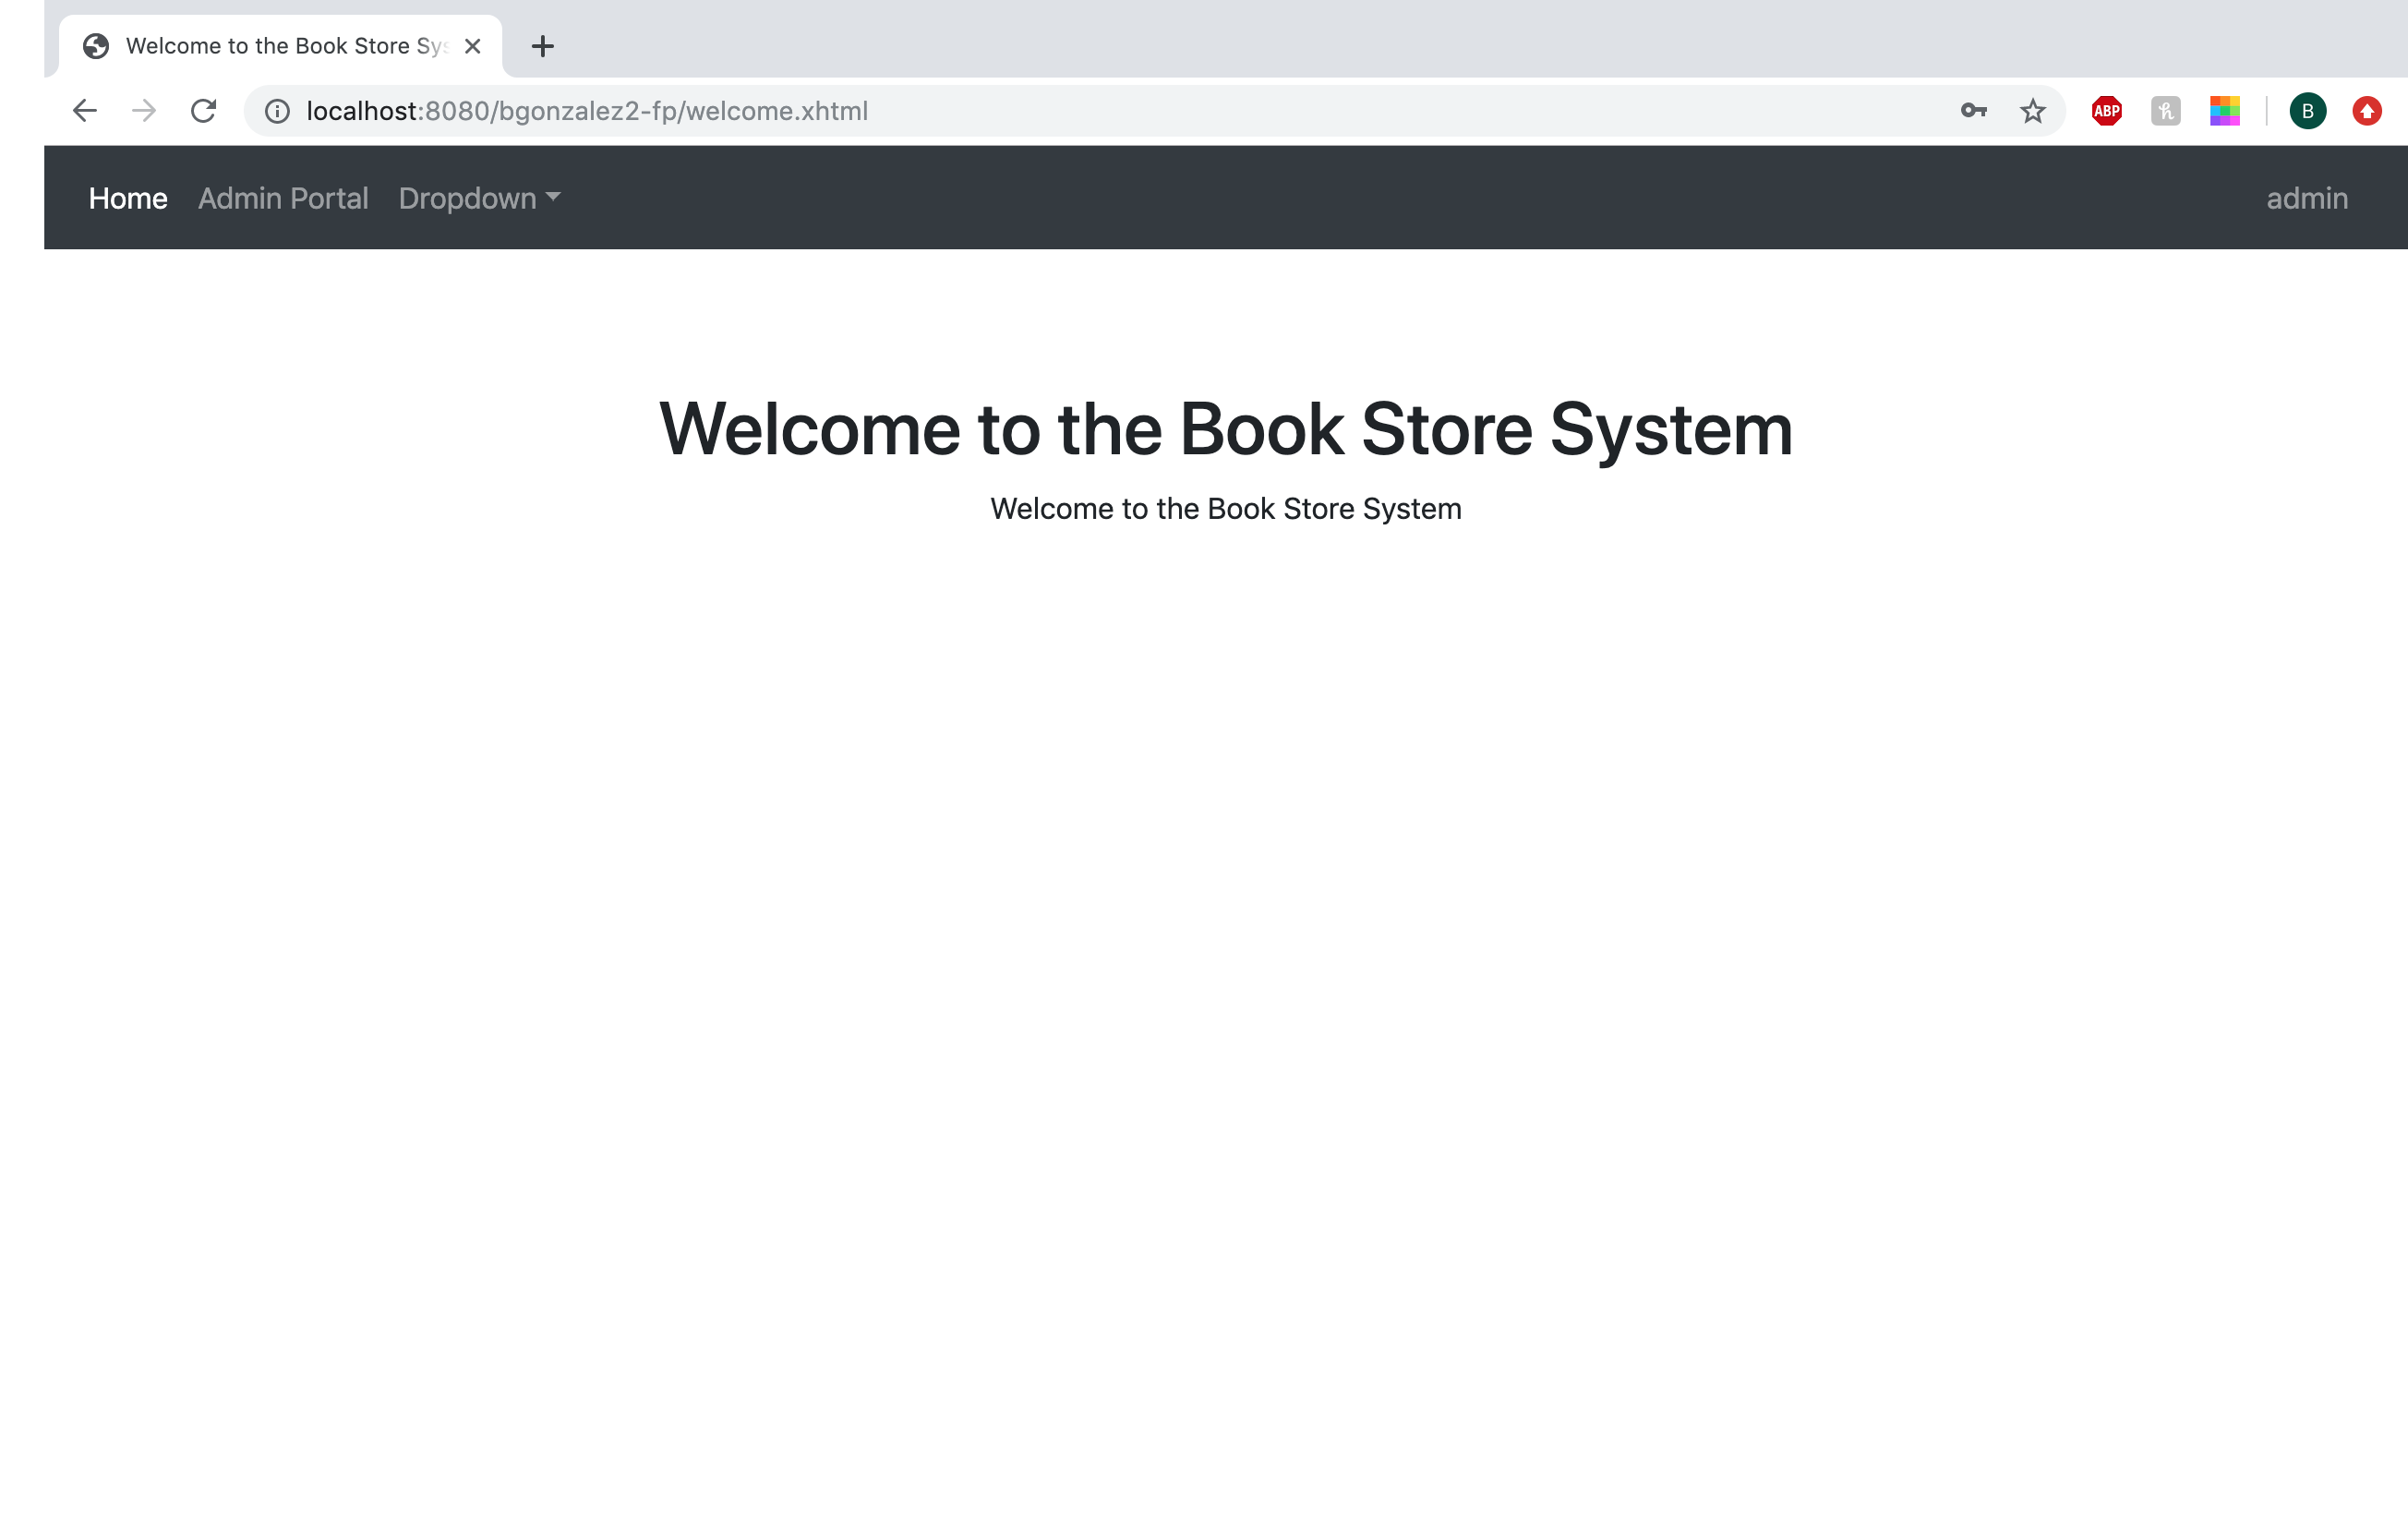 Welcome to the Book Store Sys
localhost:8080/bgonzalez2-fp/welcome.xhtml
ABP
h
B
Home Admin Portal Dropdown admin
Welcome to the Book Store System
Welcome to the Book Store System